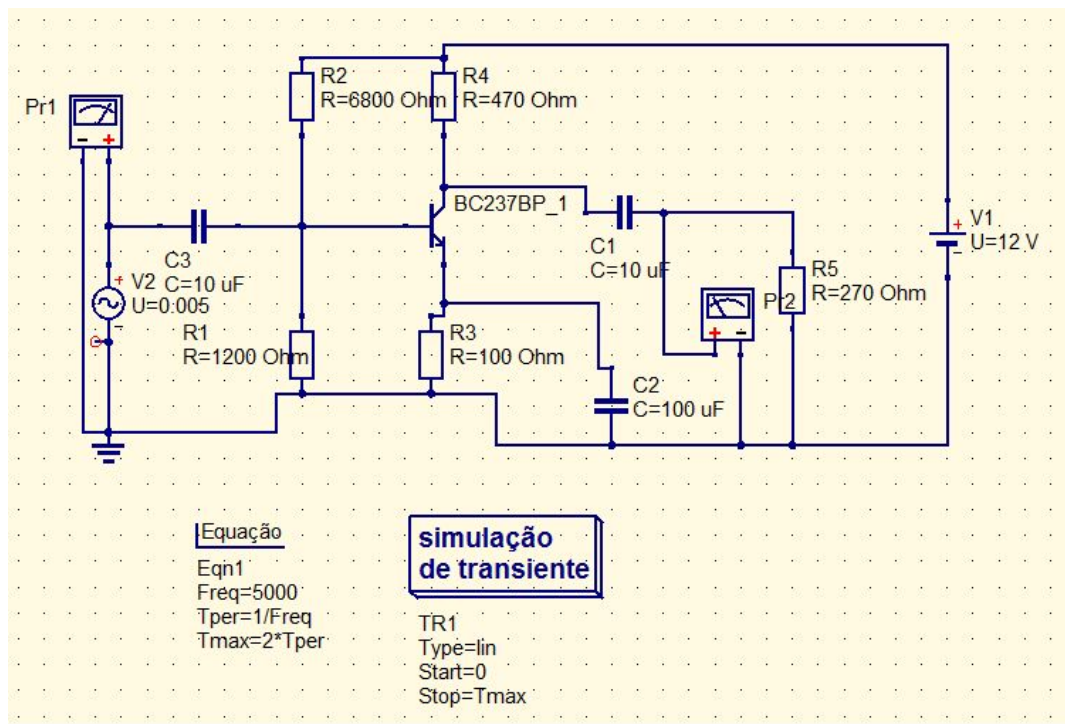 R2
R=6800 Ohm
R4
R=470 Ohm
Pr1
- +
BC237BP_1
C3
C=10 uF
+
V2
U=0.005
-
C1
C=10 uF
+
V1
U=12 V
-
R5
R=270 Ohm
Pr2
+ -
R1
R=1200 Ohm
R3
R=100 Ohm
C2
C=100 uF
Equação
Eqn1
Freq=5000
Tper=1/Freq
Tmax=2*Tper
simulação
de transiente
TR1
Type=lin
Start=0
Stop=Tmax